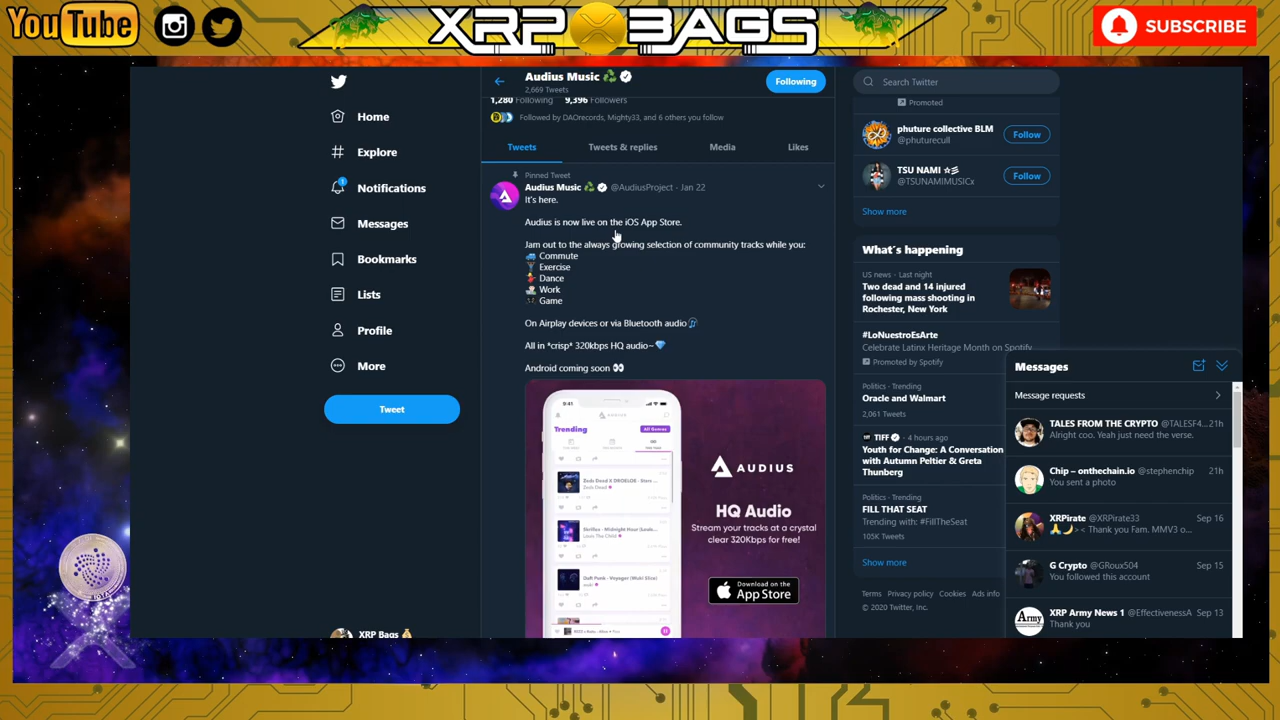 YouTube
XRP BAGS
SUBSCRIBE
Audius Music
2,669 Tweets
Following
Search Twitter
1,280 Following 9,396 Followers
Followed by DAOrecords, Mighty33, and 6 others you follow
Tweets
Tweets & replies
Media
Likes
Home
Explore
Notifications
1
Messages
Bookmarks
Lists
Profile
More
Tweet
Pinned Tweet
Audius Music @AudiusProject · Jan 22
It's here.
Audius is now live on the iOS App Store.
Jam out to the always growing selection of community tracks while you:
Commute
Exercise
Dance
Work
Game
On Airplay devices or via Bluetooth audio
All in *crisp* 320kbps HQ audio~
Android coming soon
Trending
All Genres
AUDIUS
HQ Audio
Stream your tracks at a crystal
clear 320Kbps for free!
Download on the
App Store
Promoted
phuture collective BLM
@phuturecull
Follow
TSU NAMI ☆彡
@TSUNAMIMUSICx
Follow
Show more
What's happening
US news · Last night
Two dead and 14 injured
following mass shooting in
Rochester, New York
#LoNuestroEsArte
Celebrate Latinx Heritage Month on Spotify
Promoted by Spotify
Politics · Trending
Oracle and Walmart
2,061 Tweets
TIFF · 4 hours ago
Youth for Change: A Conversation
with Autumn Peltier & Greta
Thunberg
Politics · Trending
FILL THAT SEAT
Trending with: #FillTheSeat
105K Tweets
Show more
Terms Privacy policy Cookies Ads info
© 2020 Twitter, Inc.
Messages
Message requests
TALES FROM THE CRYPTO @TALESF4... 21h
Alright coo. Yeah just need the verse.
Chip – onthechain.io @stephenchip 21h
You sent a photo
XRPirate @XRPirate33 Sep 16
>< Thank you Fam. MMV3 o...
G Crypto @GRoux504 Sep 15
You followed this account
XRP Army News 1 @EffectivenessA Sep 13
Thank you
Army
IOTA
XRP Bags